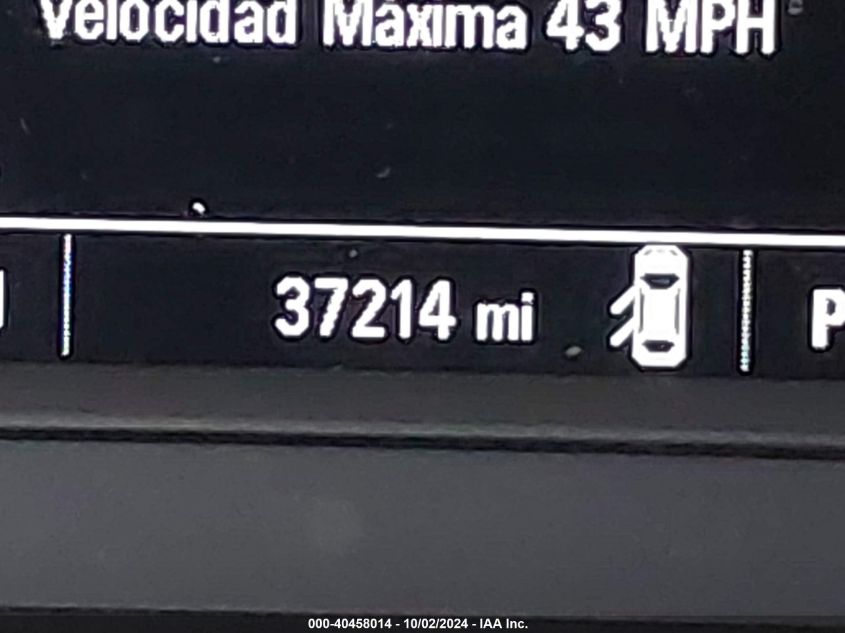 Velocidad Máxima 43 MPH
37214 mi
P
000-40458014 - 10/02/2024 - IAA Inc.